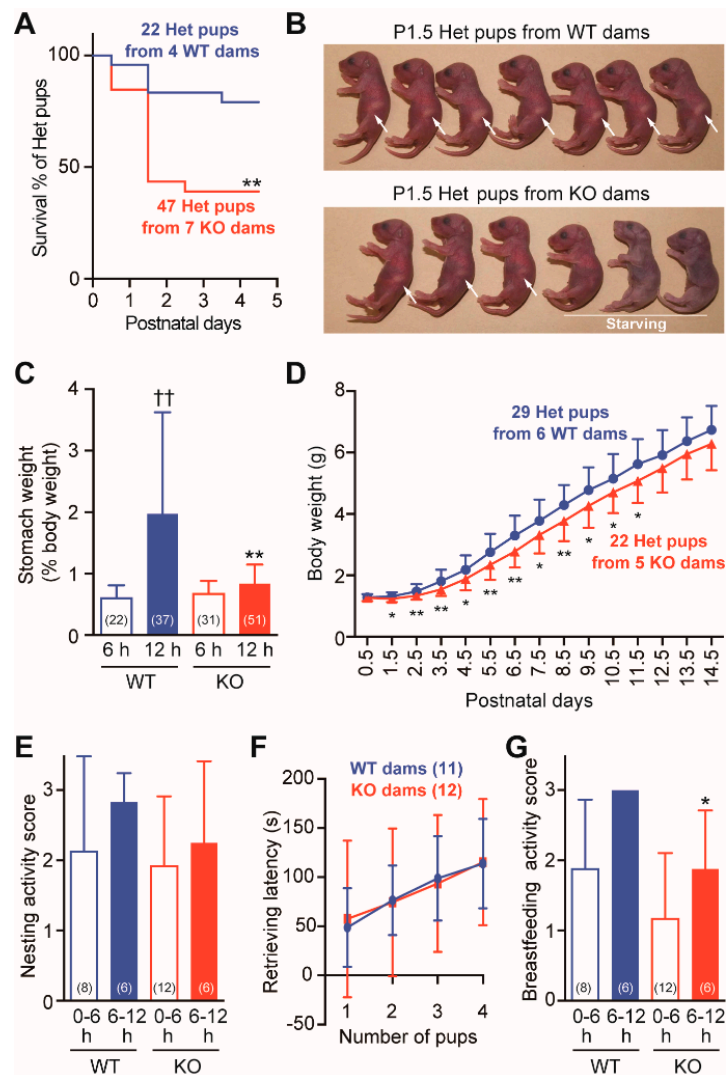 A
22 Het pups
from 4 WT dams
100
50
0
Survival % of Het pups
**
47 Het pups
from 7 KO dams
0 1 2 3 4 5
Postnatal days
B
P1.5 Het pups from WT dams
P1.5 Het pups from KO dams
Starving
C
Stomach weight
(% body weight)
4
3
2
1
0
††
**
(22) (37) (31) (51)
6 h 12 h 6 h 12 h
WT KO
D
Body weight (g)
8
6
4
2
0
29 Het pups
from 6 WT dams
22 Het pups
from 5 KO dams
* ** ** * ** ** * ** * * *
0.5 1.5 2.5 3.5 4.5 5.5 6.5 7.5 8.5 9.5 10.5 11.5 12.5 13.5 14.5
Postnatal days
E
Nesting activity score
3
2
1
0
(8) (6) (12) (6)
0-6 6-12 0-6 6-12
h h h h
WT KO
F
WT dams (11)
KO dams (12)
Retrieving latency (s)
200
150
100
50
0
-50
1 2 3 4
Number of pups
G
Breastfeeding activity score
3
2
1
0
*
(8) (6) (12) (6)
0-6 6-12 0-6 6-12
h h h h
WT KO